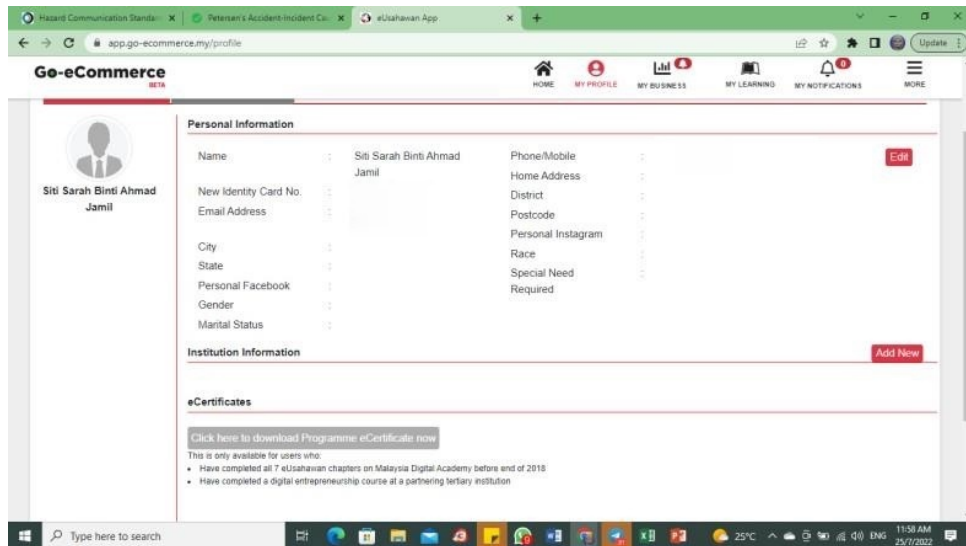 Hazard Communication Standar
Petersen's Accident-Incident Ca
eUsahawan App
app.go-ecommerce.my/profile
Update
Go-eCommerce
BETA
HOME
MY PROFILE
MY BUSINESS
MY LEARNING
MY NOTIFICATIONS
MORE
Siti Sarah Binti Ahmad
Jamil
Personal Information
Name : Siti Sarah Binti Ahmad
Jamil
New Identity Card No. :
Email Address :
City :
State :
Personal Facebook :
Gender :
Marital Status :
Phone/Mobile :
Home Address :
District :
Postcode :
Personal Instagram :
Race :
Special Need :
Required
Edit
Institution Information
Add New
eCertificates
Click here to download Programme eCertificate now
This is only available for users who:
• Have completed all 7 eUsahawan chapters on Malaysia Digital Academy before end of 2018
• Have completed a digital entrepreneurship course at a partnering tertiary institution
Type here to search
25°C
ENG
11:58 AM
25/7/2022